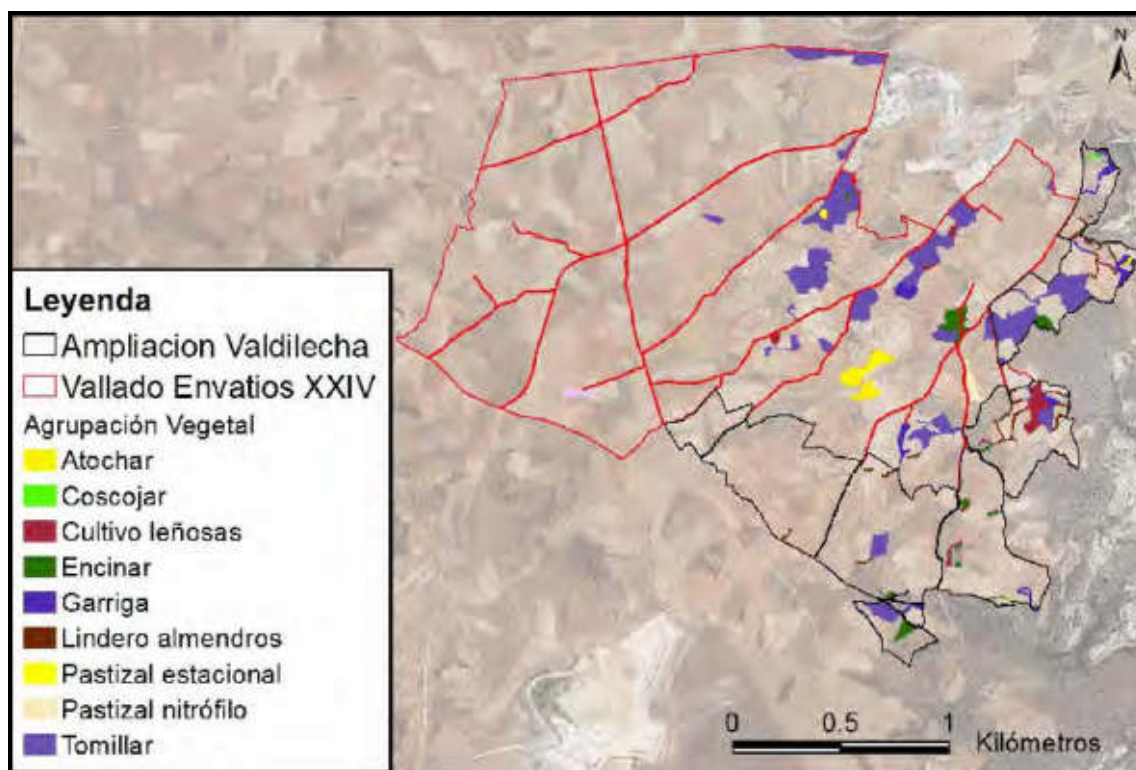 N
Leyenda
Ampliacion Valdilecha
Vallado Envatios XXIV
Agrupación Vegetal
Atochar
Coscojar
Cultivo leñosas
Encinar
Garriga
Lindero almendros
Pastizal estacional
Pastizal nitrófilo
Tomillar
0 0.5 1
Kilómetros